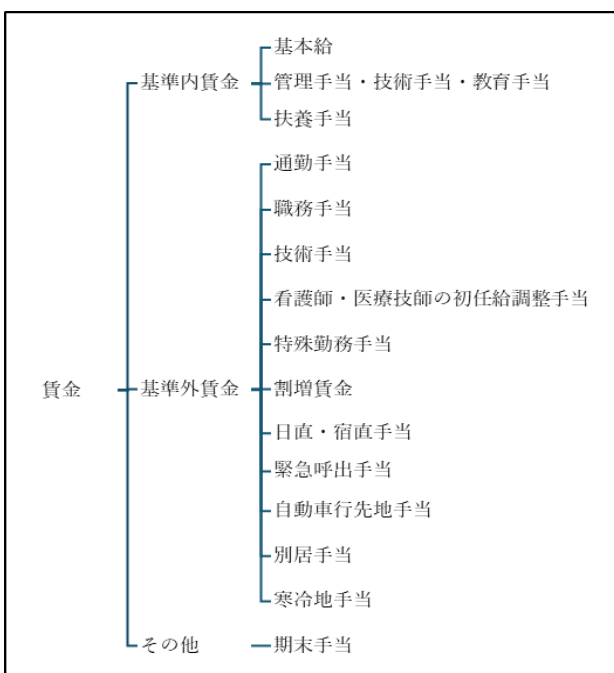 基本給
基準内賃金
管理手当・技術手当・教育手当
扶養手当
通勤手当
職務手当
技術手当
看護師・医療技師の初任給調整手当
特殊勤務手当
賃金
基準外賃金
割増賃金
日直・宿直手当
緊急呼出手当
自動車行先地手当
別居手当
寒冷地手当
その他
期末手当